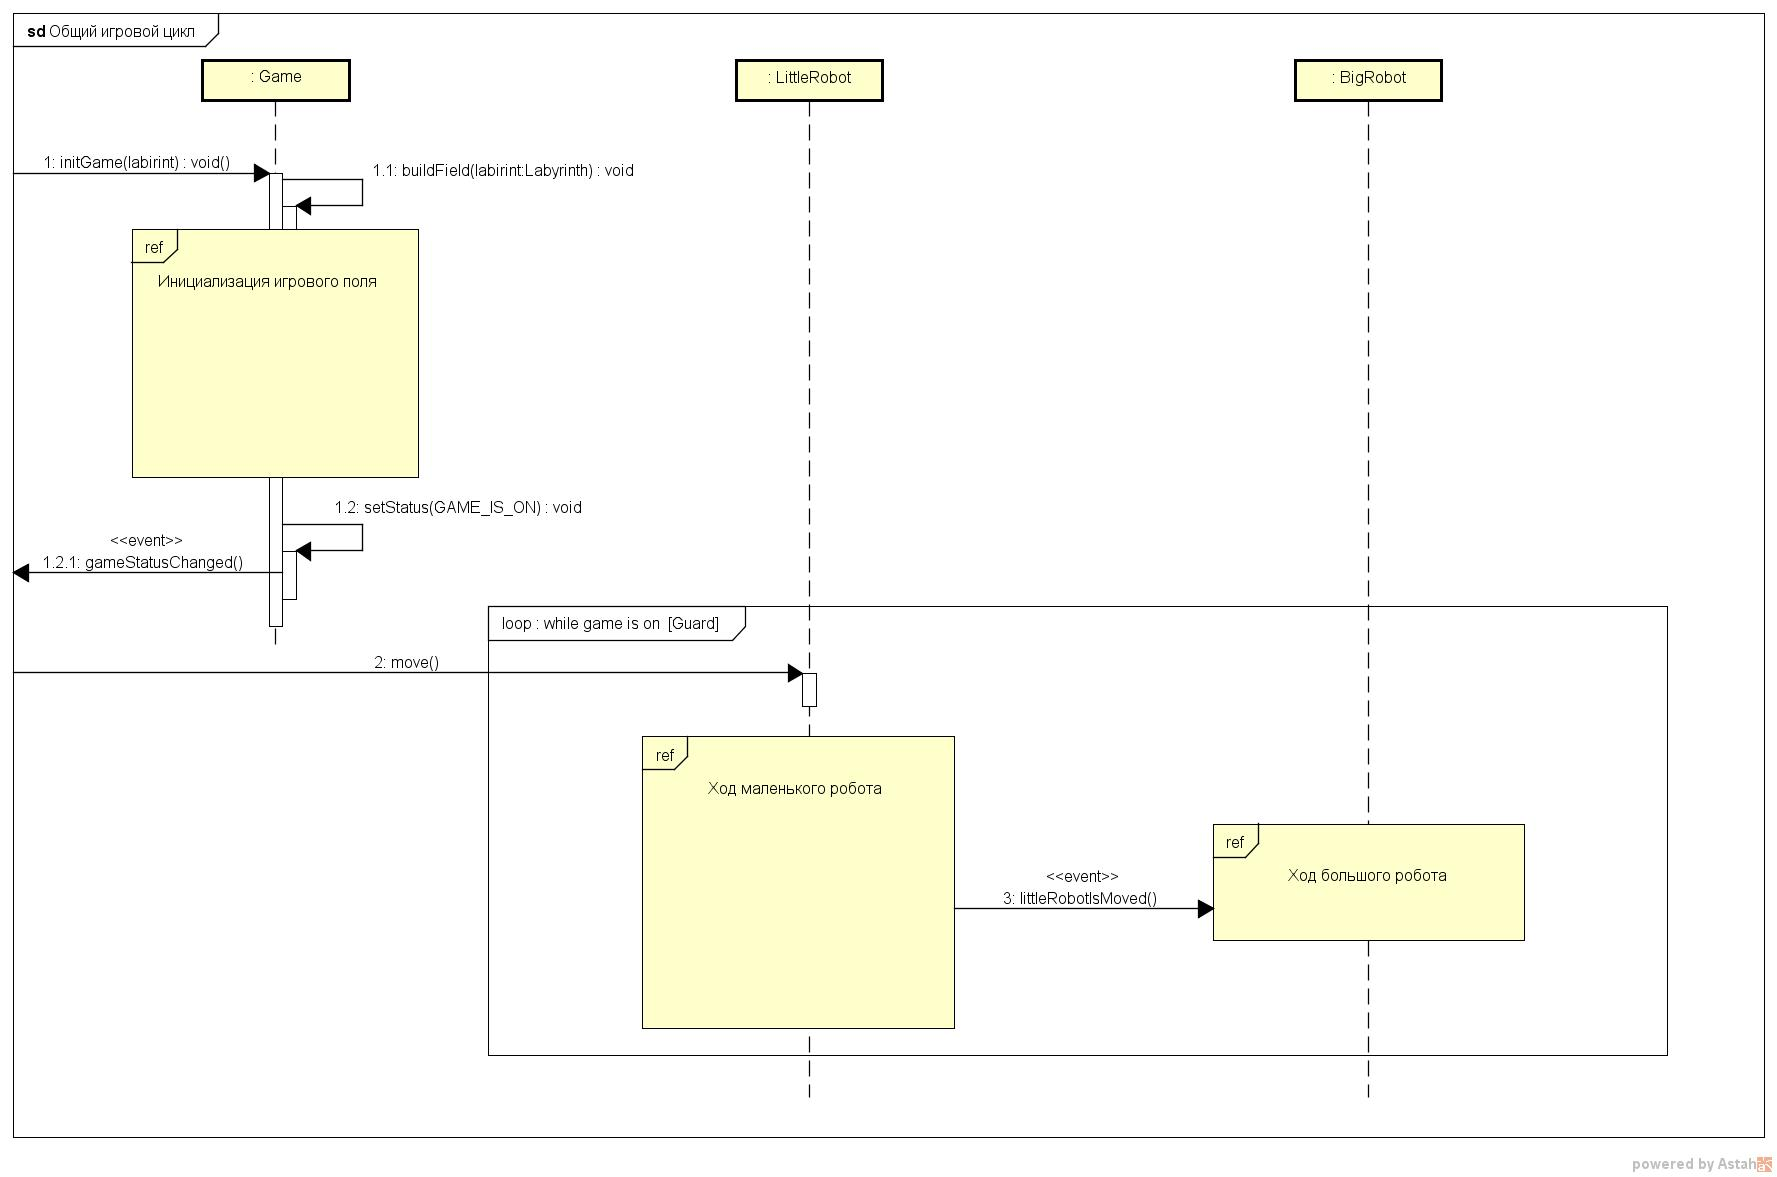 sd Общий игровой цикл
: Game
: LittleRobot
: BigRobot
1: initGame(labirint) : void()
1.1: buildField(labirint:Labyrinth) : void
ref
Инициализация игрового поля
1.2: setStatus(GAME_IS_ON) : void
<<event>>
1.2.1: gameStatusChanged()
loop : while game is on [Guard]
2: move()
ref
Ход маленького робота
ref
Ход большого робота
<<event>>
3: littleRobotIsMoved()
powered by Astah